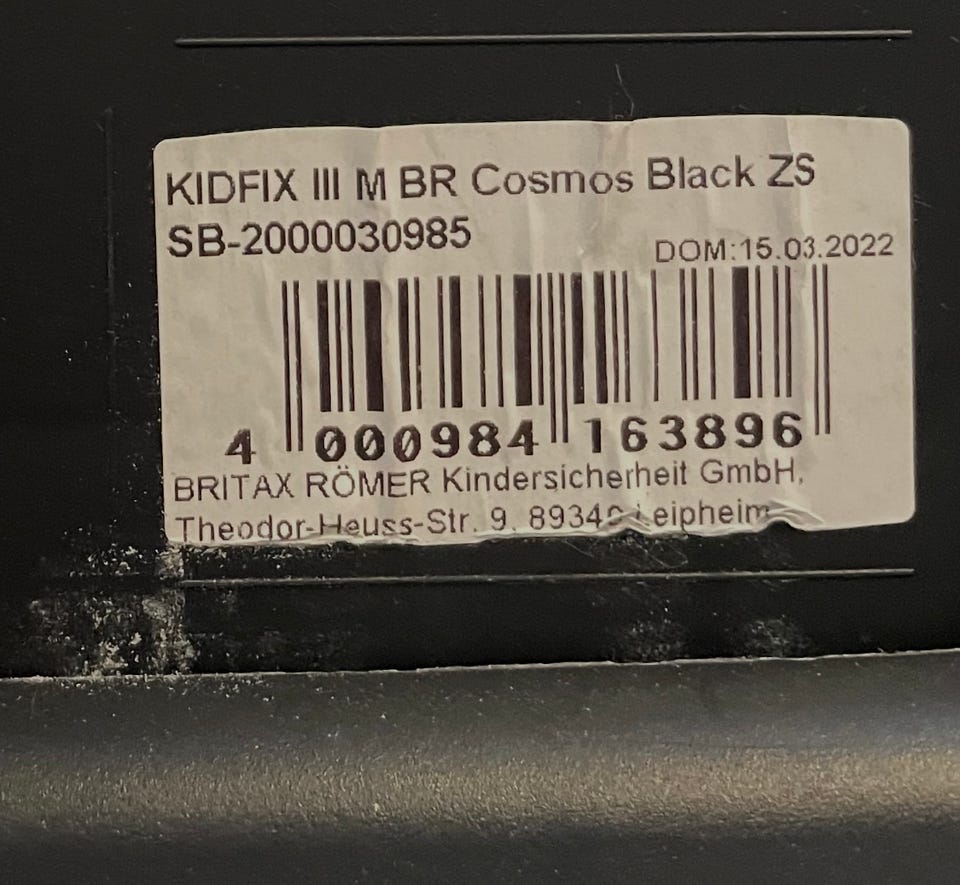 KIDFIX III M BR Cosmos Black ZS
SB-2000030985
DOM:15.03.2022
4 000984 163896
BRITAX RÖMER Kindersicherheit GmbH,
Theodor-Heuss-Str. 9, Leipheim